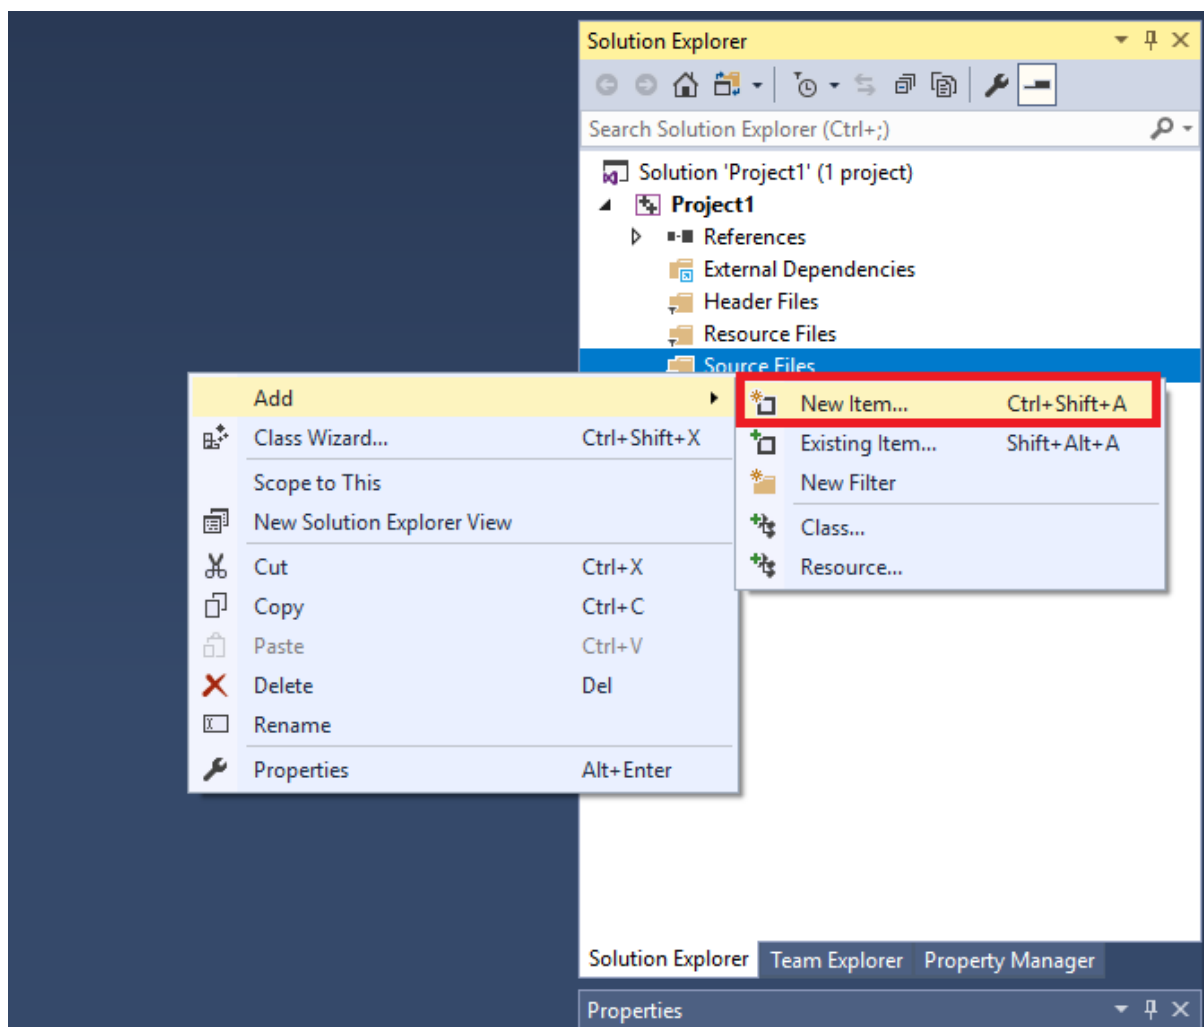 Solution Explorer
Search Solution Explorer (Ctrl+;)
Solution 'Project1' (1 project)
Project1
References
External Dependencies
Header Files
Resource Files
Source Files
Add
Class Wizard... Ctrl+Shift+X
Scope to This
New Solution Explorer View
Cut Ctrl+X
Copy Ctrl+C
Paste Ctrl+V
Delete Del
Rename
Properties Alt+Enter
New Item... Ctrl+Shift+A
Existing Item... Shift+Alt+A
New Filter
Class...
Resource...
Solution Explorer Team Explorer Property Manager
Properties